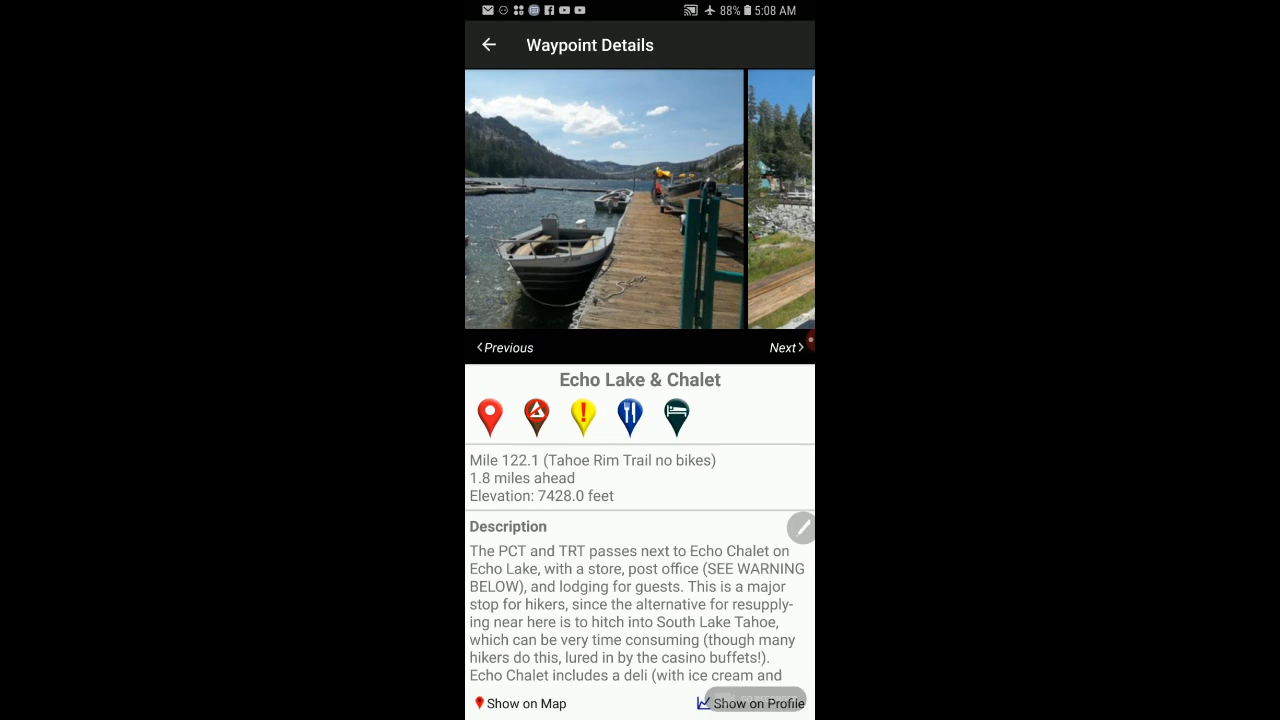 88% 5:08 AM
Waypoint Details
Previous
Next
Echo Lake & Chalet
Mile 122.1 (Tahoe Rim Trail no bikes)
1.8 miles ahead
Elevation: 7428.0 feet
Description
The PCT and TRT passes next to Echo Chalet on
Echo Lake, with a store, post office (SEE WARNING
BELOW), and lodging for guests. This is a major
stop for hikers, since the alternative for resupply-
ing near here is to hitch into South Lake Tahoe,
which can be very time consuming (though many
hikers do this, lured in by the casino buffets!).
Echo Chalet includes a deli (with ice cream and
Show on Map
Show on Profile